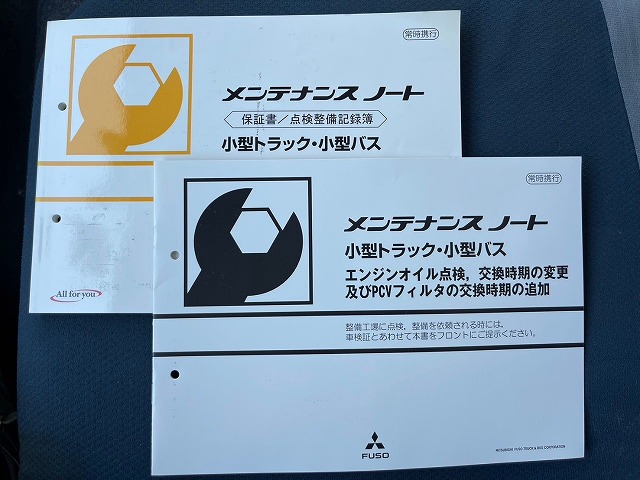 常時携行
メンテナンス ノート
保証書／点検整備記録簿
小型トラック・小型バス
All for you
常時携行
メンテナンス ノート
小型トラック・小型バス
エンジンオイル点検，交換時期の変更
及びPCVフィルタの交換時期の追加
整備工場に点検，整備を依頼される時には，
車検証とあわせて本書をフロントにご提示ください。
FUSO
MITSUBISHI FUSO TRUCK & BUS CORPORATION